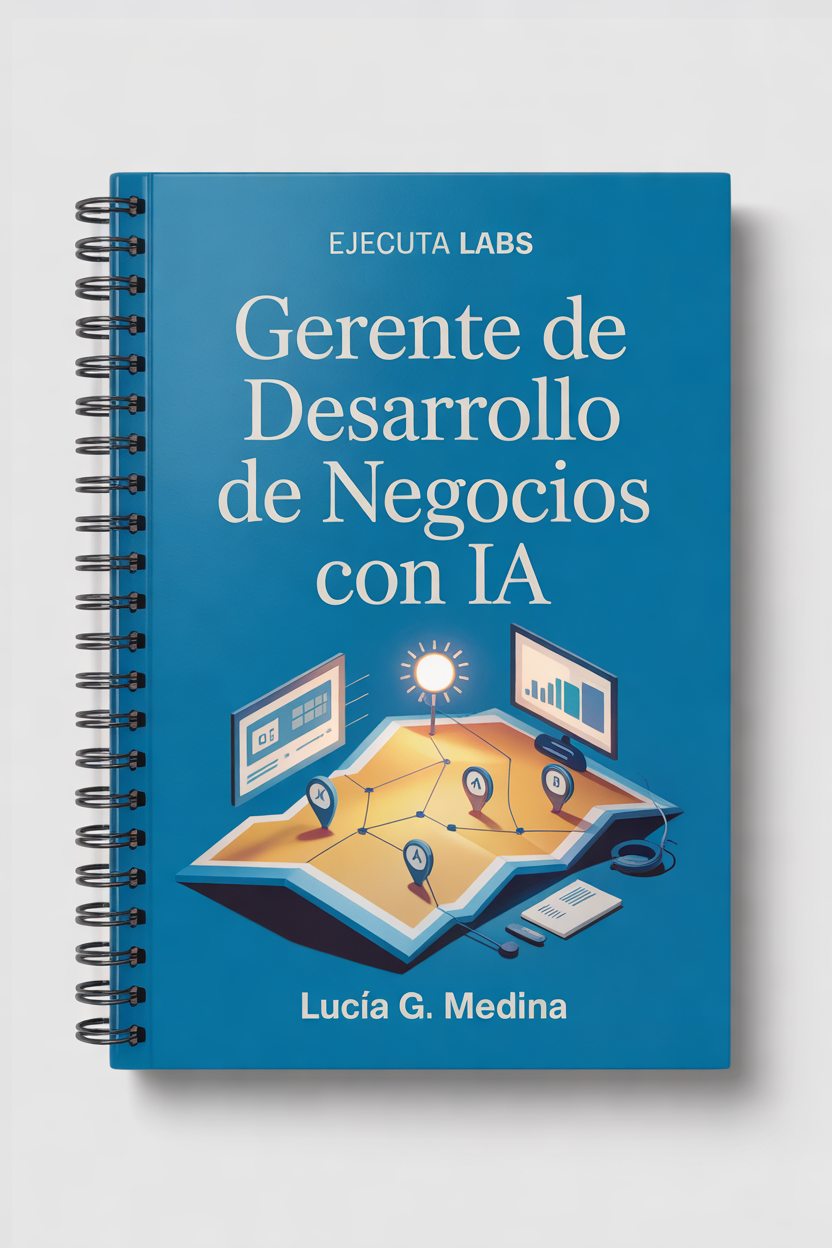 EJECUTA LABS
Gerente de
Desarrollo
de Negocios
con IA
Lucía G. Medina